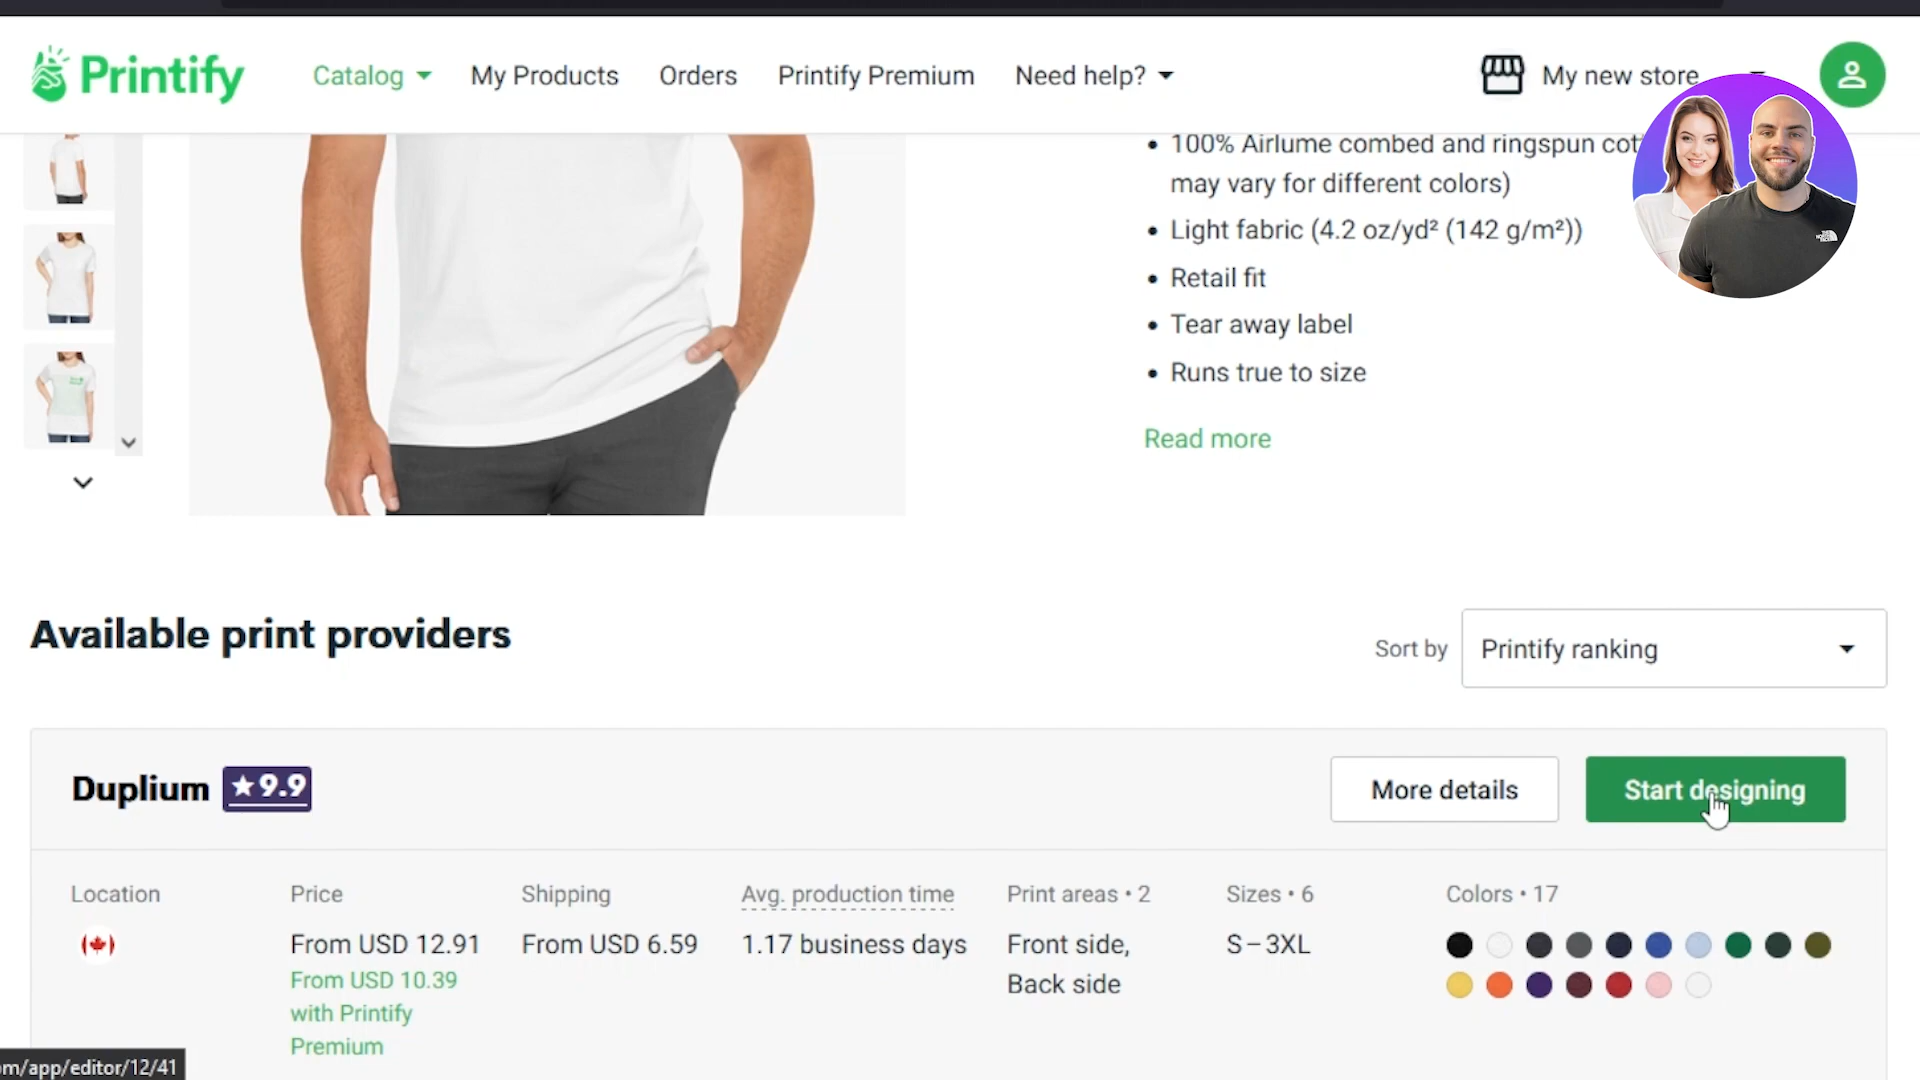 Printify
Catalog
My Products
Orders
Printify Premium
Need help?
My new store
100% Airlume combed and ringspun
may vary for different colors)
Light fabric (4.2 oz/yd² (142 g/m²))
Retail fit
Tear away label
Runs true to size
Read more
Available print providers
Sort by
Printify ranking
Duplium
★9.9
More details
Start designing
Location
Price
Shipping
Avg. production time
Print areas • 2
Sizes • 6
Colors • 17
From USD 12.91
From USD 6.59
1.17 business days
Front side,
Back side
S – 3XL
From USD 10.39
with Printify
Premium
m/app/editor/12/41